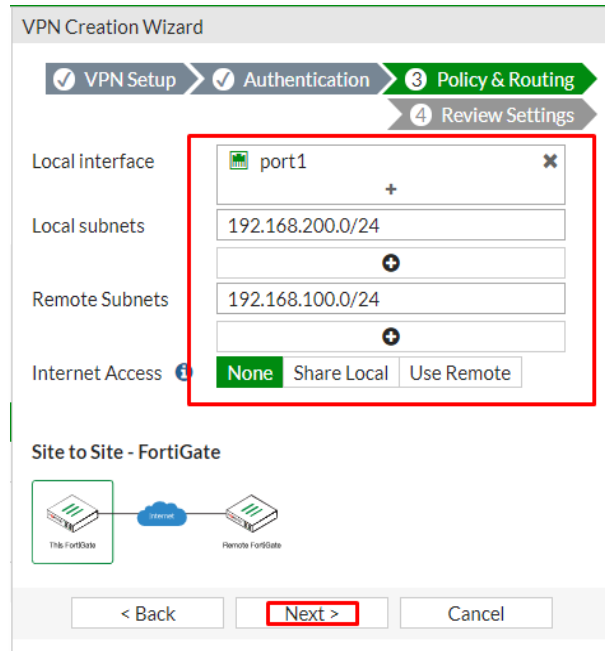 VPN Creation Wizard
VPN Setup
Authentication
3 Policy & Routing
4 Review Settings
Local interface
port1
+
Local subnets
192.168.200.0/24
Remote Subnets
192.168.100.0/24
Internet Access
None Share Local Use Remote
Site to Site - FortiGate
Internet
This FortiGate
Remote FortiGate
< Back
Next >
Cancel